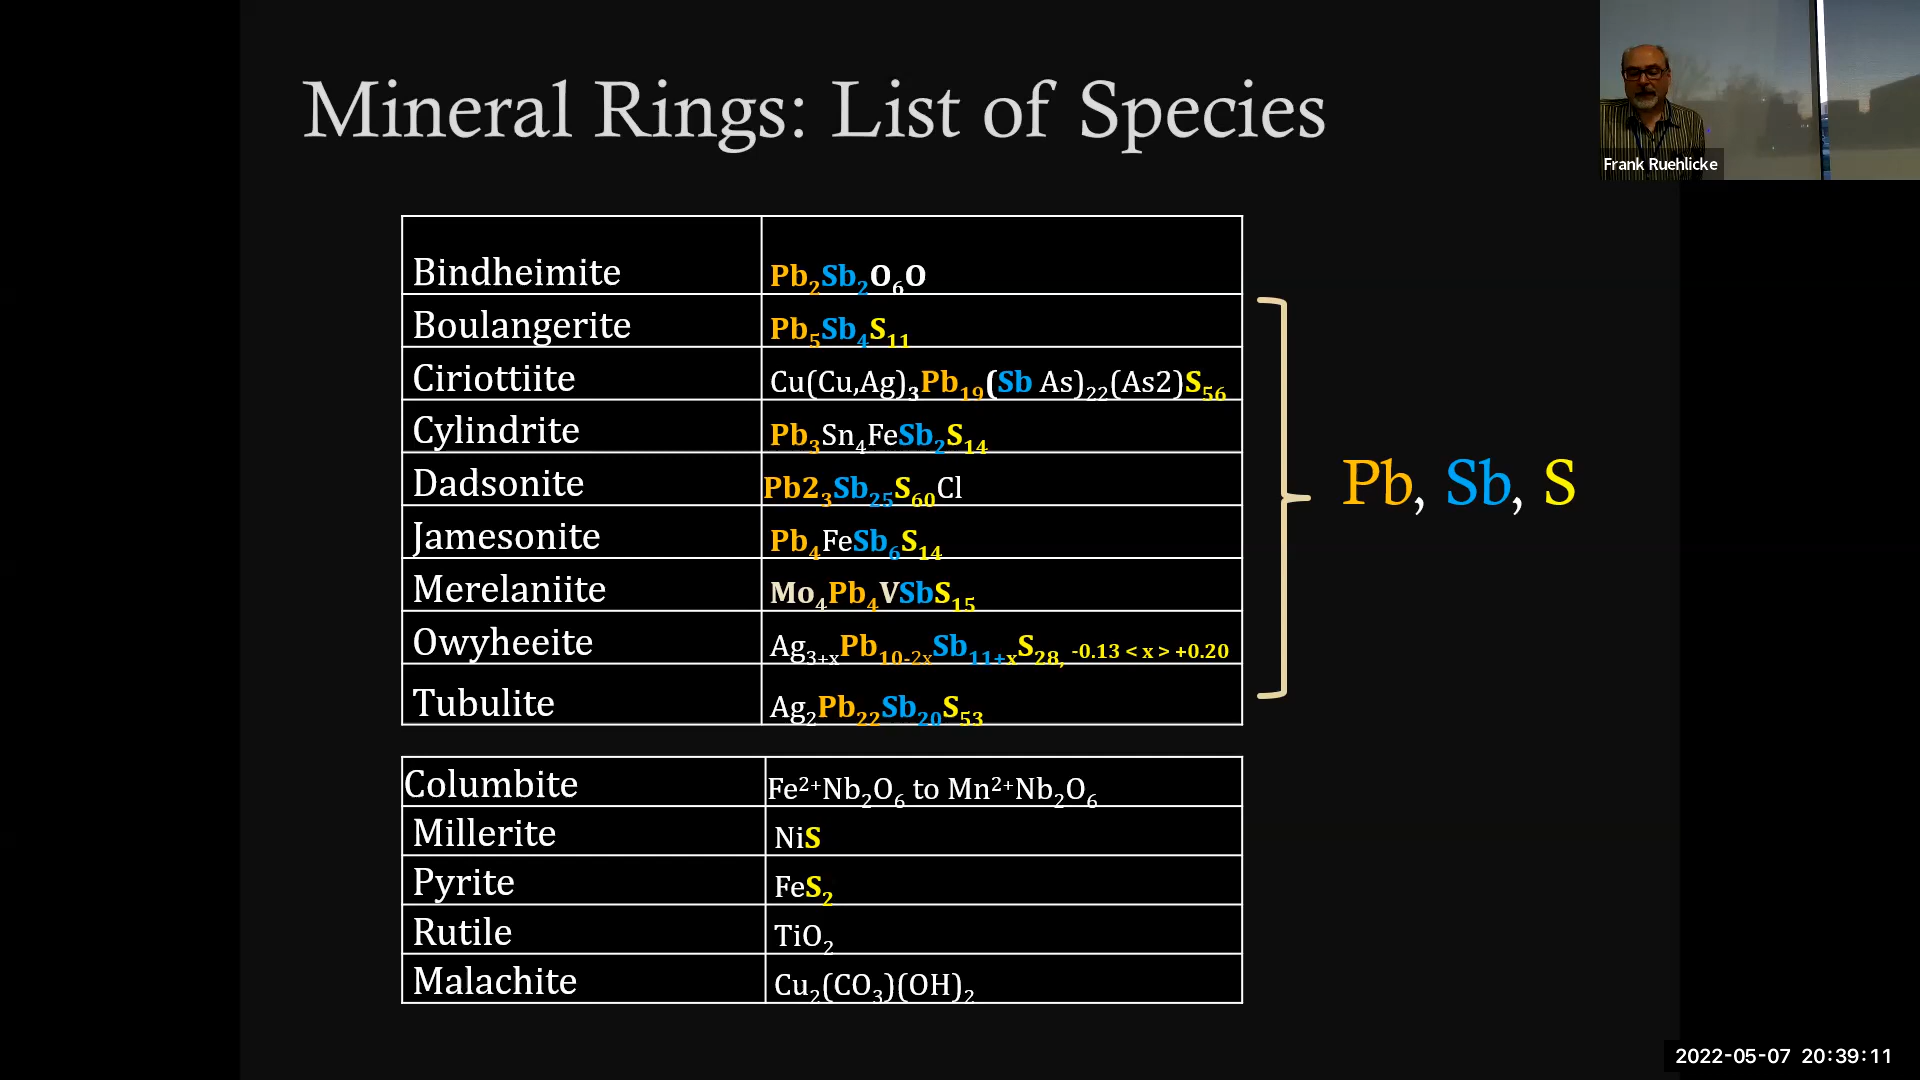 Mineral Rings: List of Species
Frank Ruehlicke
Bindheimite Pb₂Sb₂O₆O
Boulangerite Pb₅Sb₄S₁₁
Ciriottiite Cu(Cu,Ag)₃Pb₁₉(Sb As)₂₂(As2)S₅₆
Cylindrite Pb₃Sn₄FeSb₂S₁₄
Dadsonite Pb2₃Sb₂₅S₆₀Cl
Jamesonite Pb₄FeSb₆S₁₄
Merelaniite Mo₄Pb₄VSbS₁₅
Owyheeite Ag₃₊ₓPb₁₀₋₂ₓSb₁₁₊ₓS₂₈, -0.13 < x > +0.20
Tubulite Ag₂Pb₂₂Sb₂₀S₅₃
Pb, Sb, S
Columbite Fe²⁺Nb₂O₆ to Mn²⁺Nb₂O₆
Millerite NiS
Pyrite FeS₂
Rutile TiO₂
Malachite Cu₂(CO₃)(OH)₂
2022-05-07 20:39:11